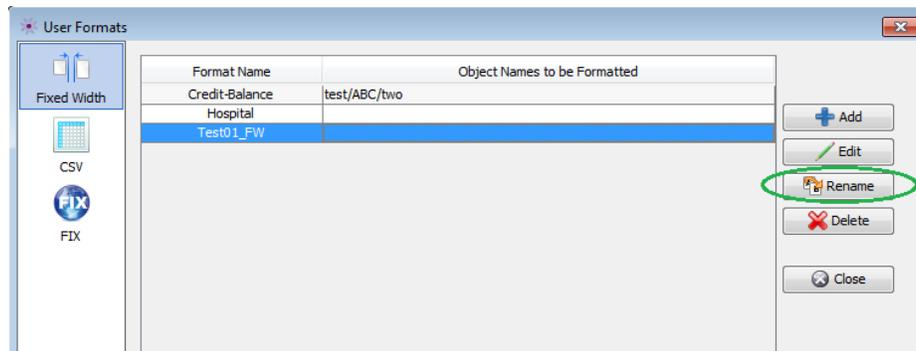 User Formats
Fixed Width
CSV
FIX
FIX
Format Name Object Names to be Formatted
Credit-Balance test/ABC/two
Hospital
Test01_FW
Add
Edit
Rename
Delete
Close